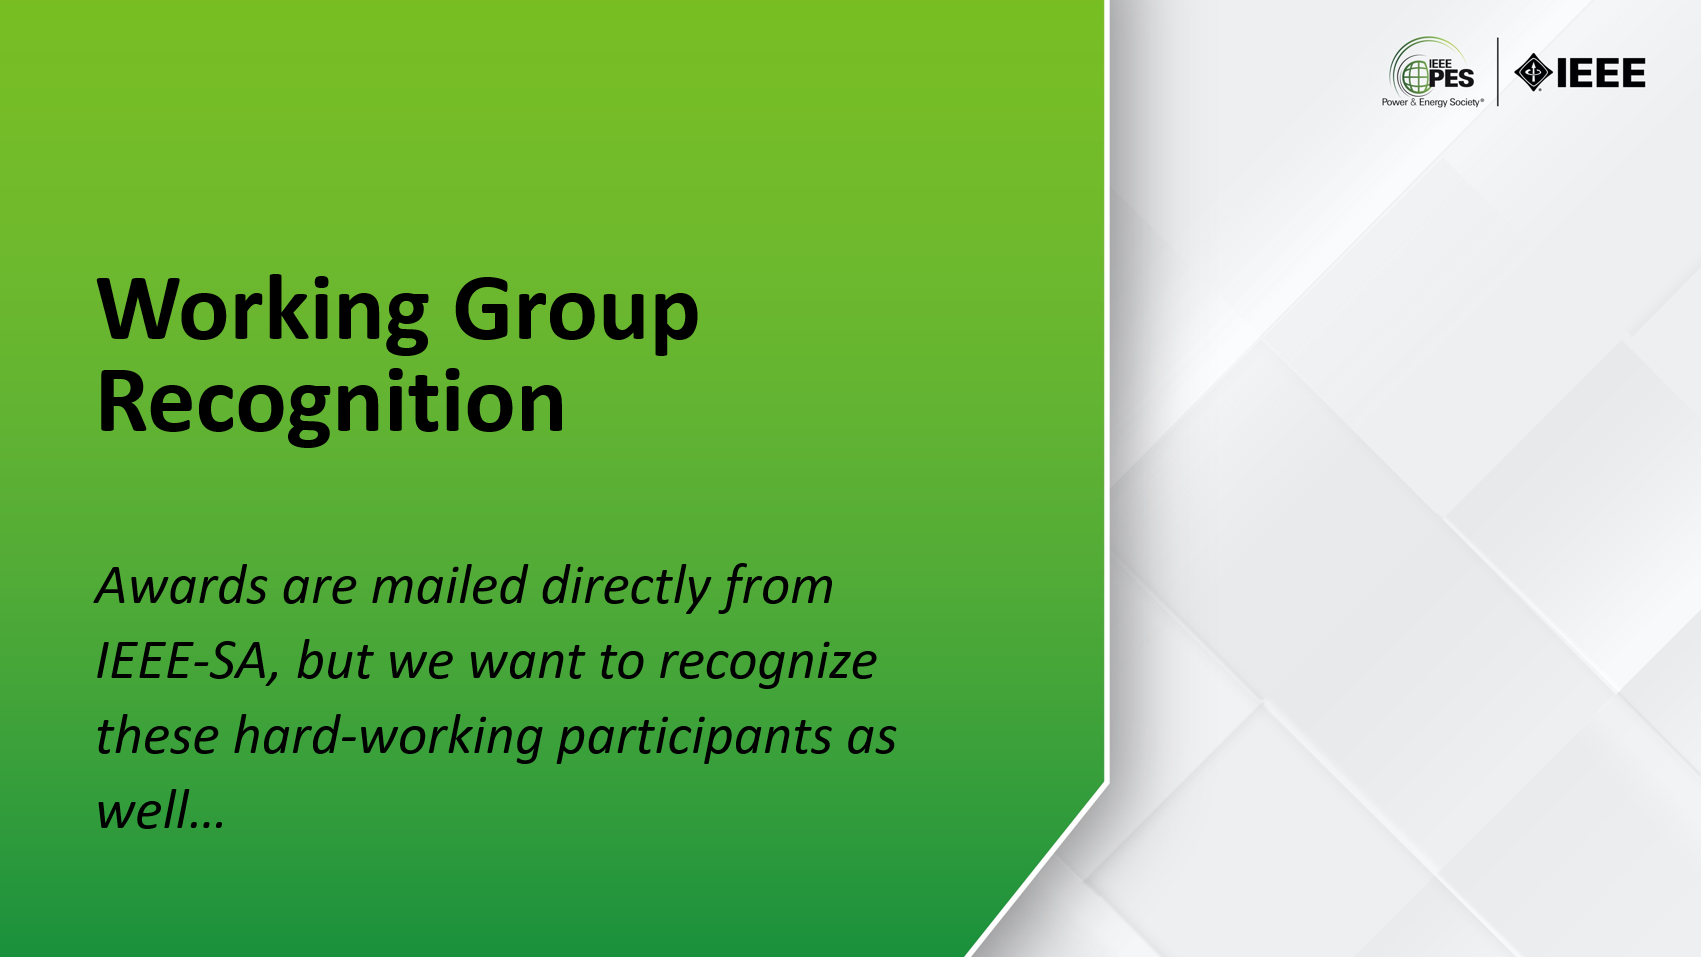 IEEE
PES
Power & Energy Society®
IEEE
Working Group
Recognition
Awards are mailed directly from
IEEE-SA, but we want to recognize
these hard-working participants as
well…